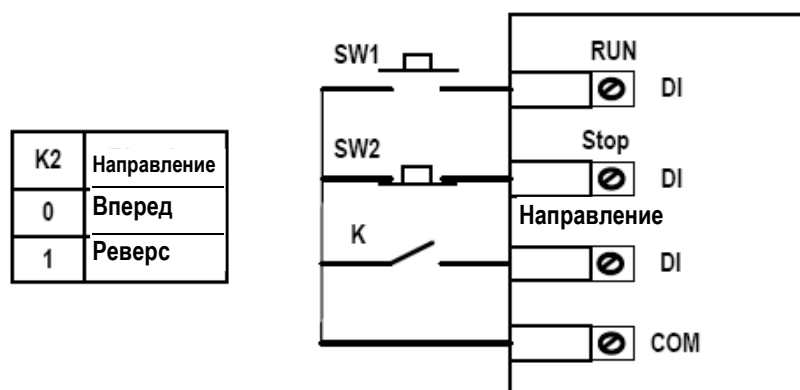 K2 Направление
0 Вперед
1 Реверс
SW1
RUN
DI
SW2
Stop
DI
Направление
K
DI
COM